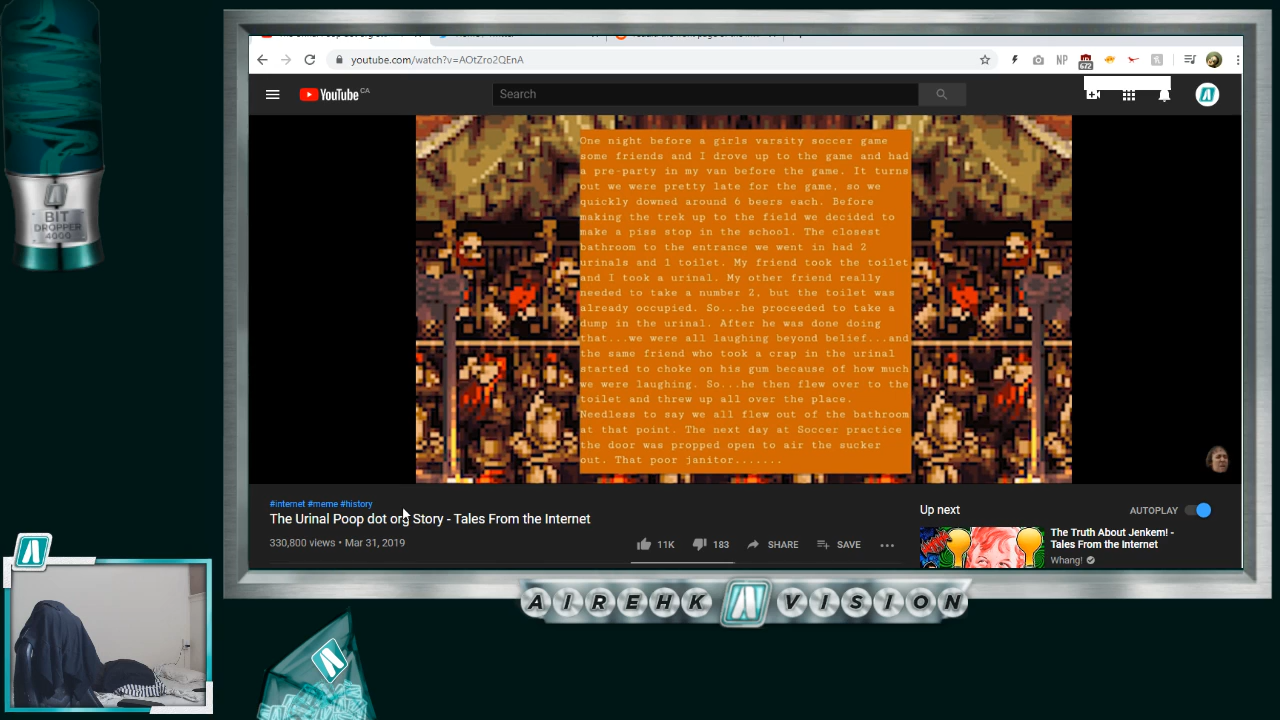 youtube.com/watch?v=AOtZro2QEnA
NP
672
YouTube CA
Search
One night before a girls varsity soccer game
some friends and I drove up to the game and had
a pre-party in my van before the game. It turns
out we were pretty late for the game, so we
quickly downed around 6 beers each. Before
making the trek up to the field we decided to
make a piss stop in the school. The closest
bathroom to the entrance we went in had 2
urinals and 1 toilet. My friend took the toilet
and I took a urinal. My other friend really
needed to take a number 2, but the toilet was
already occupied. So...he proceeded to take a
dump in the urinal. After he was done doing
that...we were all laughing beyond belief...and
the same friend who took a crap in the urinal
started to choke on his gum because of how much
we were laughing. So...he then flew over to the
toilet and threw up all over the place.
Needless to say we all flew out of the bathroom
at that point. The next day at Soccer practice
the door was propped open to air the sucker
out. That poor janitor.......
#internet #meme #history
The Urinal Poop dot org Story - Tales From the Internet
330,800 views • Mar 31, 2019
11K
183
SHARE
SAVE
Up next
AUTOPLAY
The Truth About Jenkem! -
Tales From the Internet
Whang!
BIT
DROPPER
4000
AIREHK VISION